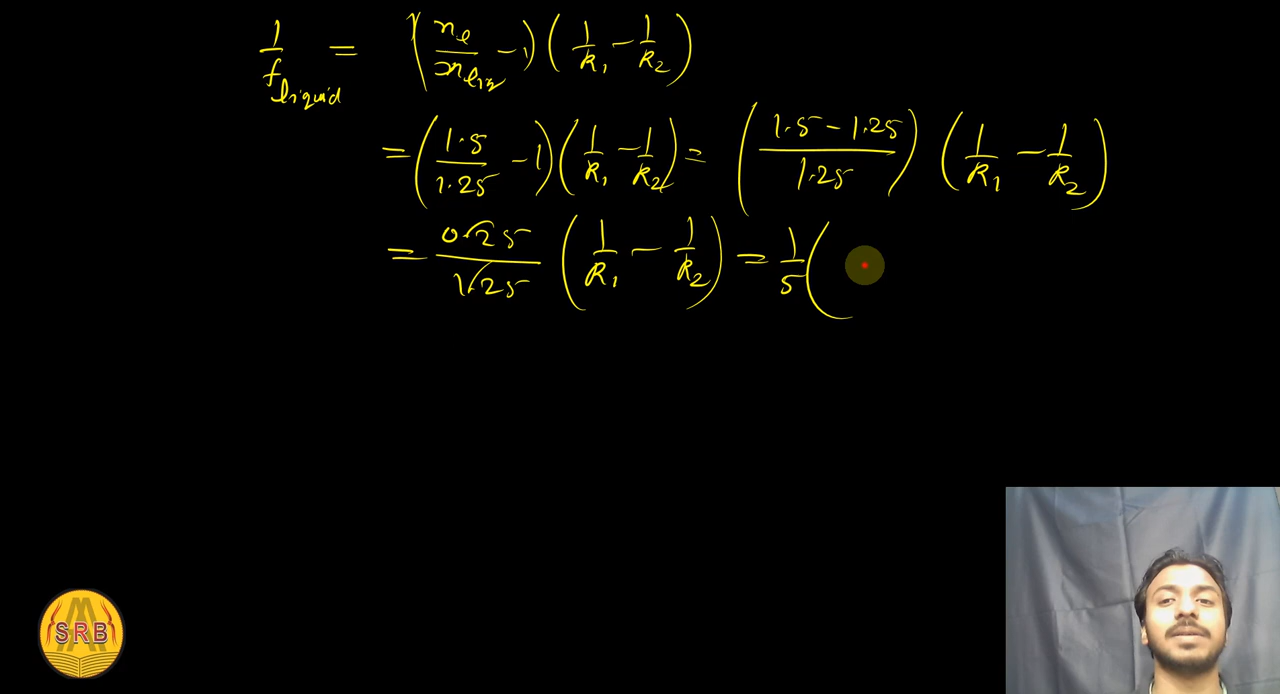 1/f_liquid = (n_e/n_liq - 1)(1/R₁ - 1/R₂)
= (1.5/1.25 - 1)(1/R₁ - 1/R₂) = ((1.5 - 1.25)/1.25) (1/R₁ - 1/R₂)
= 0.25/1.25 (1/R₁ - 1/R₂) = 1/5 (
SRB